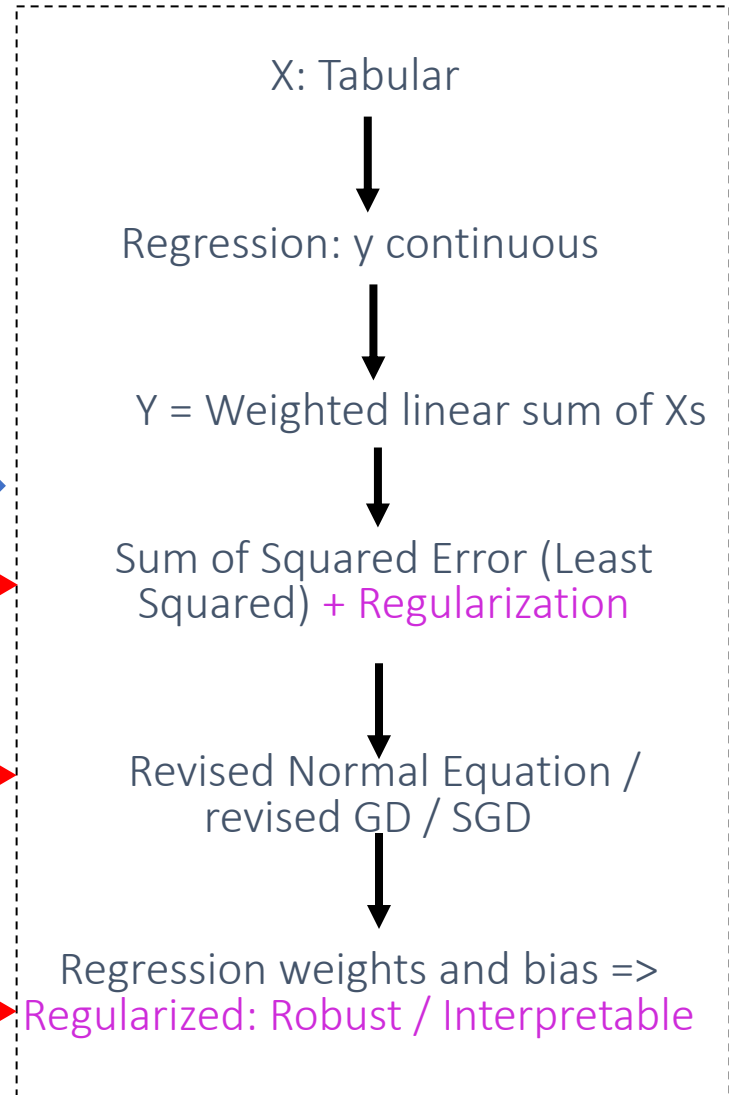 X: Tabular
Regression: y continuous
Y = Weighted linear sum of Xs
Sum of Squared Error (Least
Squared) + Regularization
Revised Normal Equation /
revised GD / SGD
Regression weights and bias =>
Regularized: Robust / Interpretable